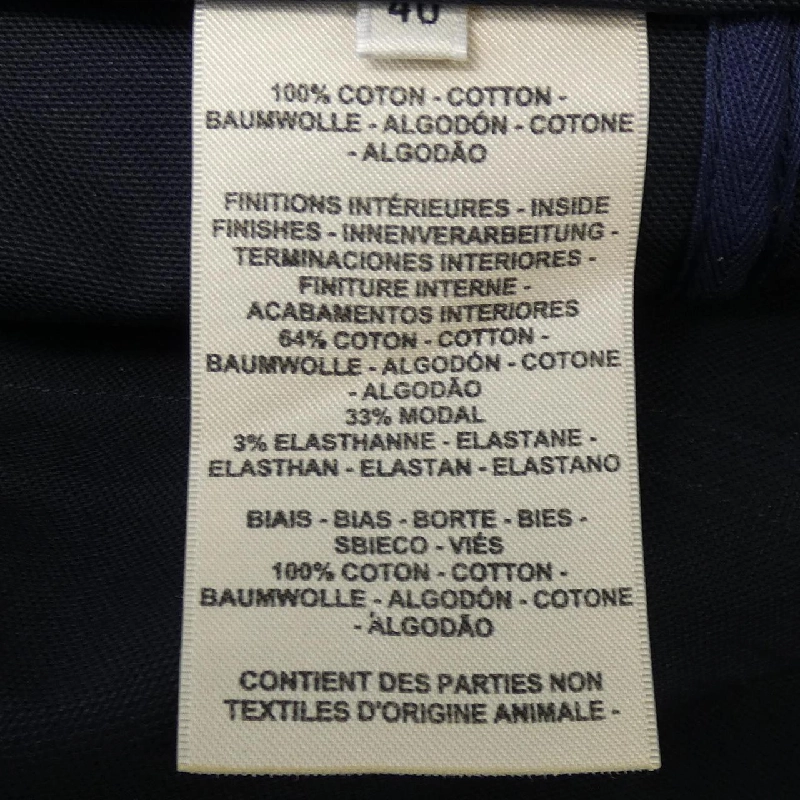 40
100% COTON - COTTON -
BAUMWOLLE - ALGODÓN - COTONE
- ALGODÃO
FINITIONS INTÉRIEURES - INSIDE
FINISHES - INNENVERARBEITUNG -
TERMINACIONES INTERIORES -
FINITURE INTERNE -
ACABAMENTOS INTERIORES
64% COTON - COTTON -
BAUMWOLLE - ALGODÓN - COTONE
- ALGODÃO
33% MODAL
3% ELASTHANNE - ELASTANE -
ELASTHAN - ELASTAN - ELASTANO
BIAIS - BIAS - BORTE - BIES -
SBIECO - VIÉS
100% COTON - COTTON -
BAUMWOLLE - ALGODÓN - COTONE
- ALGODÃO
CONTIENT DES PARTIES NON
TEXTILES D'ORIGINE ANIMALE -